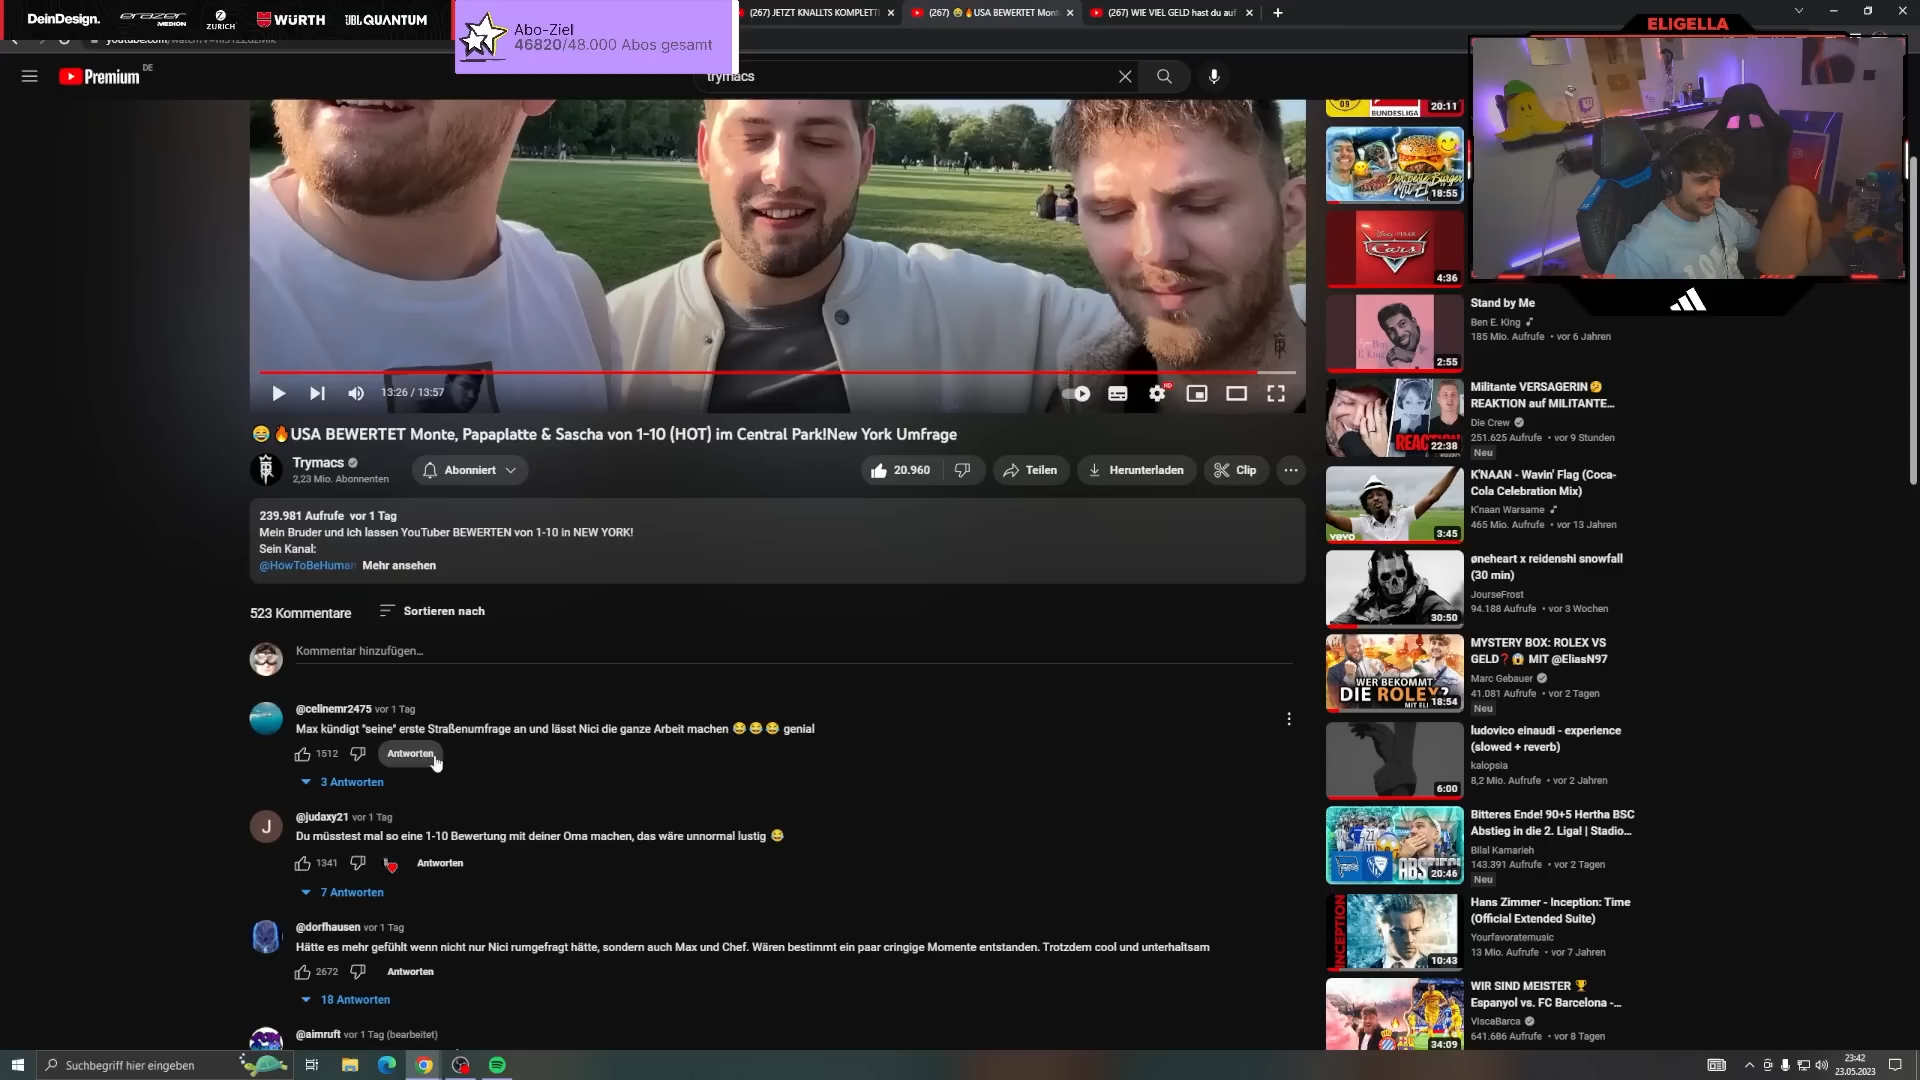 DeinDesign.
erazer
MEDION
ZURICH
WÜRTH
JBL QUANTUM
Abo-Ziel
46820/48.000 Abos gesamt
(267) JETZT KNALLTS KOMPLETT
(267) 😂🔥USA BEWERTET Mont
(267) WIE VIEL GELD hast du auf
ELIGELLA
Premium
DE
trymacs
09
BUNDESLIGA
20:11
Der beste Burger
18:55
Cars
4:36
2:55
Stand by Me
Ben E. King
185 Mio. Aufrufe • vor 6 Jahren
13:26 / 13:57
HD
😂🔥USA BEWERTET Monte, Papaplatte & Sascha von 1-10 (HOT) im Central Park!New York Umfrage
Trymacs
2,23 Mio. Abonnenten
Abonniert
20.960
Teilen
Herunterladen
Clip
239.981 Aufrufe vor 1 Tag
Mein Bruder und ich lassen YouTuber BEWERTEN von 1-10 in NEW YORK!
Sein Kanal:
@HowToBeHuman Mehr ansehen
523 Kommentare
Sortieren nach
Kommentar hinzufügen...
@celinemr2475 vor 1 Tag
Max kündigt "seine" erste Straßenumfrage an und lässt Nici die ganze Arbeit machen 😂😂😂 genial
1512
Antworten
3 Antworten
J
@judaxy21 vor 1 Tag
Du müsstest mal so eine 1-10 Bewertung mit deiner Oma machen, das wäre unnormal lustig 😂
1341
Antworten
7 Antworten
@dorfhausen vor 1 Tag
Hätte es mehr gefühlt wenn nicht nur Nici rumgefragt hätte, sondern auch Max und Chef. Wären bestimmt ein paar cringige Momente entstanden. Trotzdem cool und unterhaltsam
2672
Antworten
18 Antworten
@aimruft vor 1 Tag (bearbeitet)
REACTION
22:38
Militante VERSAGERIN🤣
REAKTION auf MILITANTE...
Die Crew
251.625 Aufrufe • vor 9 Stunden
Neu
vevo
3:45
K'NAAN - Wavin' Flag (Coca-
Cola Celebration Mix)
K'naan Warsame
465 Mio. Aufrufe • vor 13 Jahren
30:50
øneheart x reidenshi snowfall
(30 min)
JourseFrost
94.188 Aufrufe • vor 3 Wochen
WER BEKOMMT
DIE ROLEX?
18:54
MYSTERY BOX: ROLEX VS
GELD❓😱 MIT @EliasN97
Marc Gebauer
41.081 Aufrufe • vor 2 Tagen
Neu
6:00
ludovico einaudi - experience
(slowed + reverb)
kalopsia
8,2 Mio. Aufrufe • vor 2 Jahren
20:46
Bitteres Ende! 90+5 Hertha BSC
Abstieg in die 2. Liga! | Stadio...
Bilal Kamarieh
143.391 Aufrufe • vor 2 Tagen
Neu
INCEPTION
10:43
Hans Zimmer - Inception: Time
(Official Extended Suite)
Yourfavoratemusic
13 Mio. Aufrufe • vor 7 Jahren
34:09
WIR SIND MEISTER 🏆
Espanyol vs. FC Barcelona -...
ViscaBarca
641.686 Aufrufe • vor 8 Tagen
Suchbegriff hier eingeben
23:42
23.05.2023